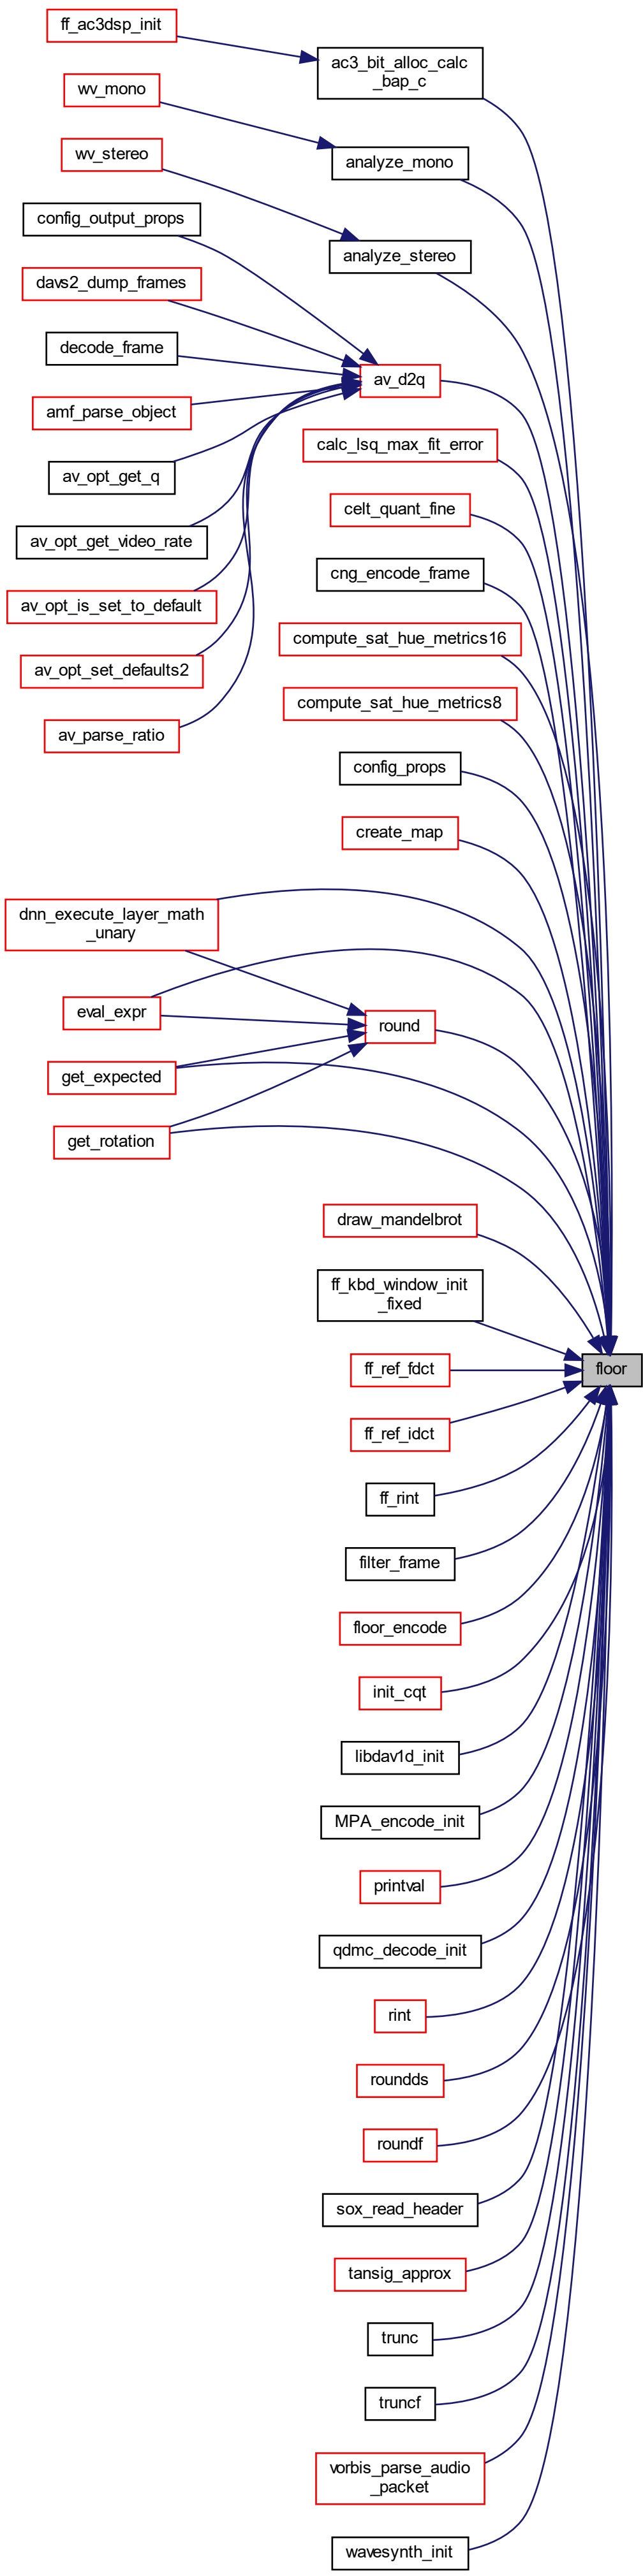 ff_ac3dsp_init
ac3_bit_alloc_calc
_bap_c
wv_mono
analyze_mono
wv_stereo
analyze_stereo
config_output_props
davs2_dump_frames
decode_frame
av_d2q
amf_parse_object
av_opt_get_q
av_opt_get_video_rate
av_opt_is_set_to_default
av_opt_set_defaults2
av_parse_ratio
calc_lsq_max_fit_error
celt_quant_fine
cng_encode_frame
compute_sat_hue_metrics16
compute_sat_hue_metrics8
config_props
create_map
dnn_execute_layer_math
_unary
eval_expr
round
get_expected
get_rotation
draw_mandelbrot
ff_kbd_window_init
_fixed
floor
ff_ref_fdct
ff_ref_idct
ff_rint
filter_frame
floor_encode
init_cqt
libdav1d_init
MPA_encode_init
printval
qdmc_decode_init
rint
roundds
roundf
sox_read_header
tansig_approx
trunc
truncf
vorbis_parse_audio
_packet
wavesynth_init